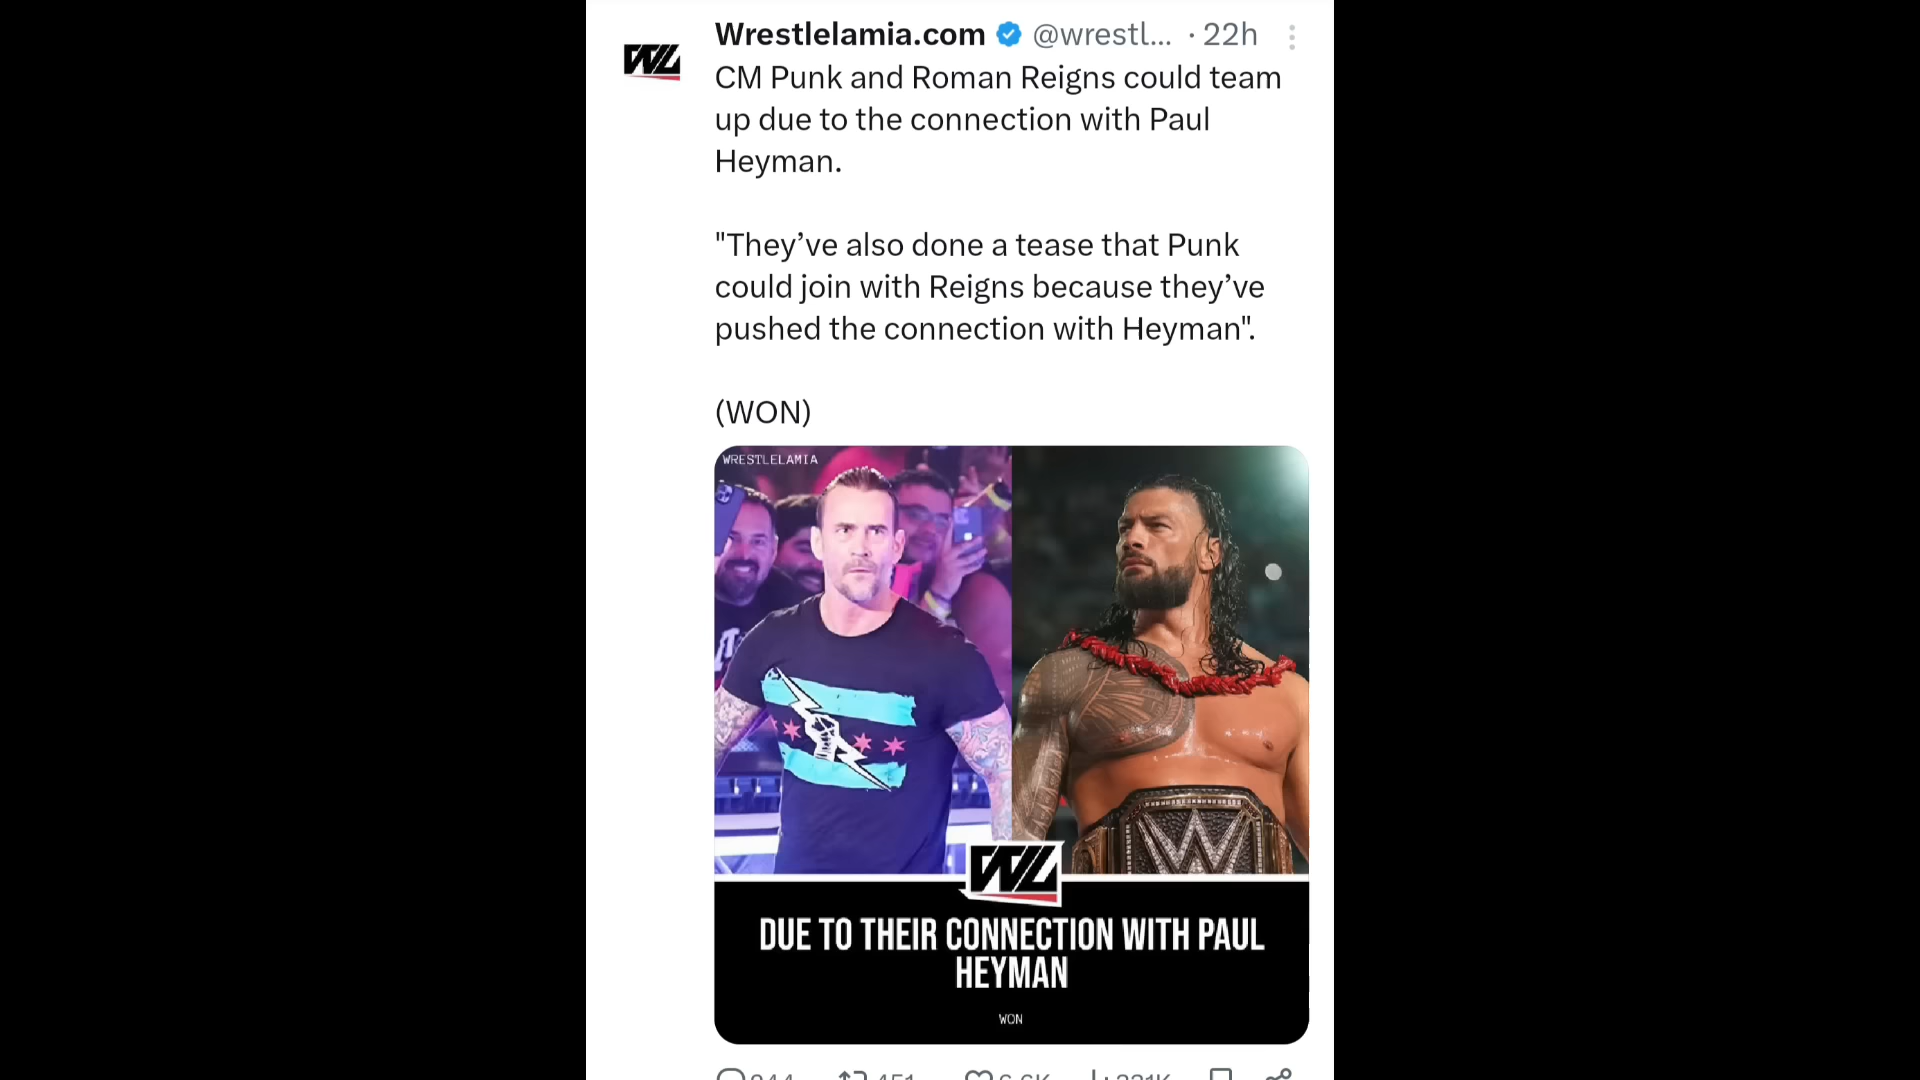 Wrestlelamia.com @wrestl... · 22h
CM Punk and Roman Reigns could team
up due to the connection with Paul
Heyman.
"They’ve also done a tease that Punk
could join with Reigns because they’ve
pushed the connection with Heyman".
(WON)
WRESTLELAMIA
WL
DUE TO THEIR CONNECTION WITH PAUL
HEYMAN
WON